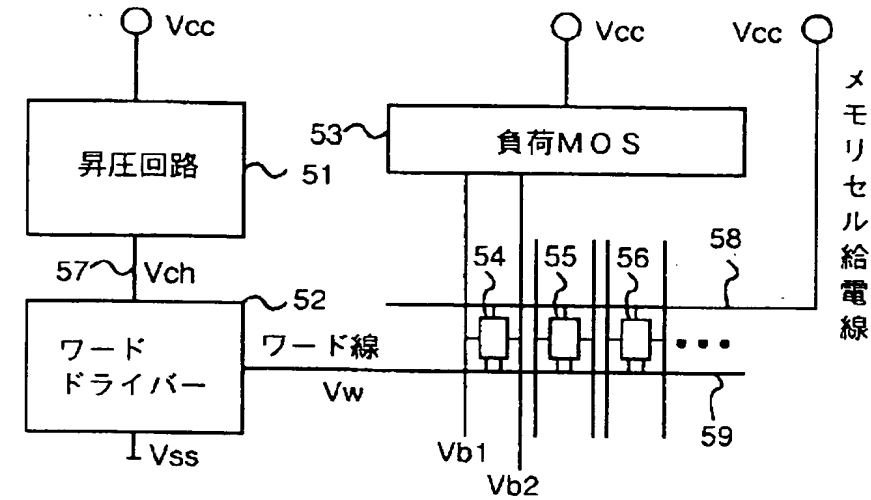 Vcc
Vcc
Vcc
昇圧回路
51
53
負荷MOS
メモリセル給電線
57
Vch
52
54
55
56
58
ワード
ドライバー
ワード線
Vw
59
Vss
Vb1
Vb2